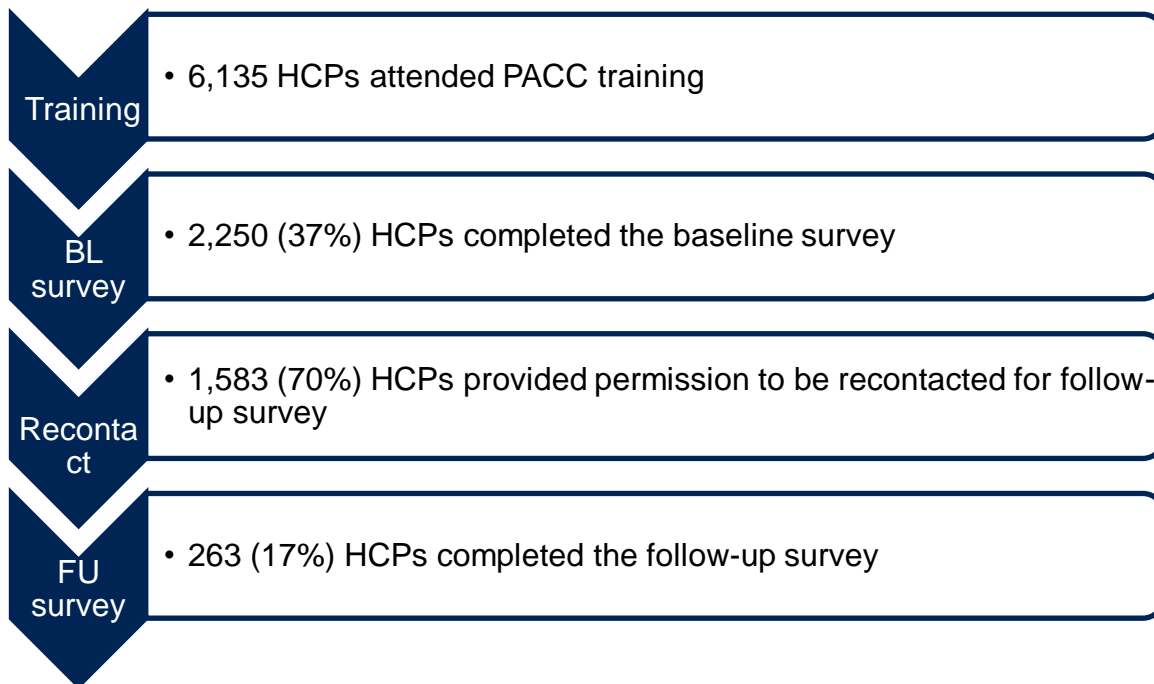 Training
• 6,135 HCPs attended PACC training
BL
survey
• 2,250 (37%) HCPs completed the baseline survey
Reconta
ct
• 1,583 (70%) HCPs provided permission to be recontacted for follow-
up survey
FU
survey
• 263 (17%) HCPs completed the follow-up survey